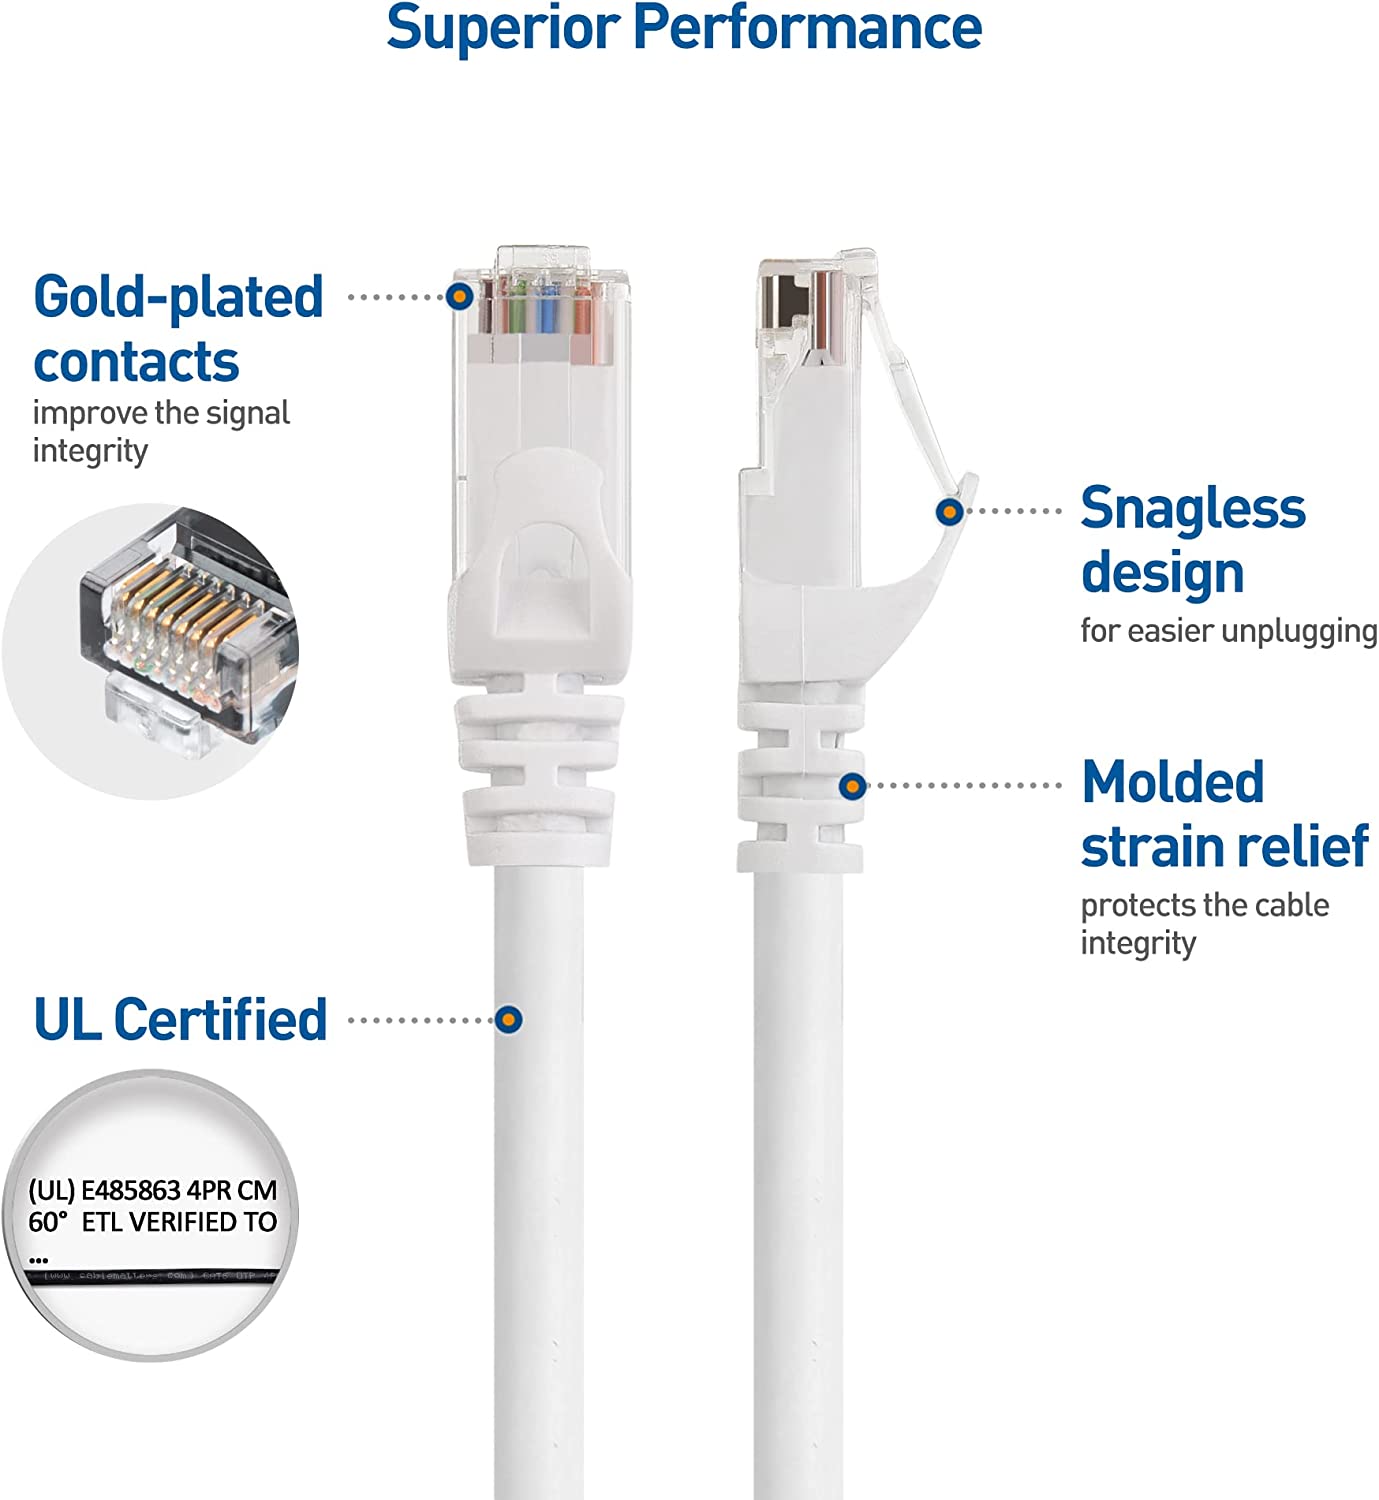 Superior Performance
Gold-plated
contacts
improve the signal
integrity
Snagless
design
for easier unplugging
Molded
strain relief
protects the cable
integrity
UL Certified
(UL) E485863 4PR CM
60° ETL VERIFIED TO
...